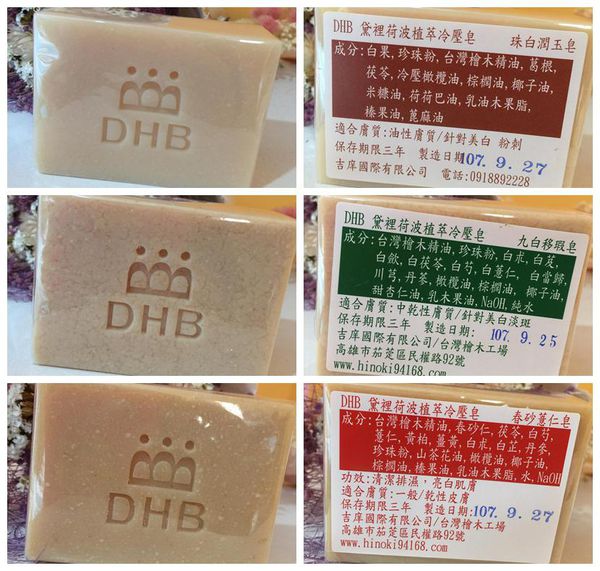 DHB
DHB 黛裡荷波植萃冷壓皂 珠白潤玉皂
成分:白果,珍珠粉,台灣檜木精油,葛根,
茯苓,冷壓橄欖油,棕櫚油,椰子油,
米糠油,荷荷巴油,乳油木果脂,
榛果油,蓖麻油
適合膚質:油性膚質/針對美白 粉刺
保存期限三年 製造日期107. 9. 27
吉庠國際有限公司 電話:0918892228
DHB
DHB 黛裡荷波植萃冷壓皂 九白移瑕皂
成分:台灣檜木精油,珍珠粉,白朮,白芨,
白飲,白茯苓,白芍,白薏仁, 白當歸,
川芎, 丹蔘, 橄欖油, 棕櫚油, 椰子油,
甜杏仁油,乳木果油,NaOH,純水
適合膚質:中乾性膚質/針對美白淡斑
保存期限三年 製造日期: 107. 9. 25
吉庠國際有限公司/台灣檜木工場
高雄市茄萣區民權路92號
www.hinoki94168.com
DHB
DHB 黛裡荷波植萃冷壓皂 春砂薏仁皂
成分:台灣檜木精油,春砂仁,茯苓,白芍,
薏仁,黃柏,薑黃,白朮,白芷,丹參,
珍珠粉,山茶花油,橄欖油,椰子油,
棕櫚油,榛果油,乳油木果脂,水,NaOH
功效:清潔排濕,亮白肌膚
適合膚質:一般/乾性皮膚
保存期限三年 製造日期:107. 9. 27
吉庠國際有限公司/台灣檜木工場
高雄市茄萣區民權路92號
www.hinoki94168.com